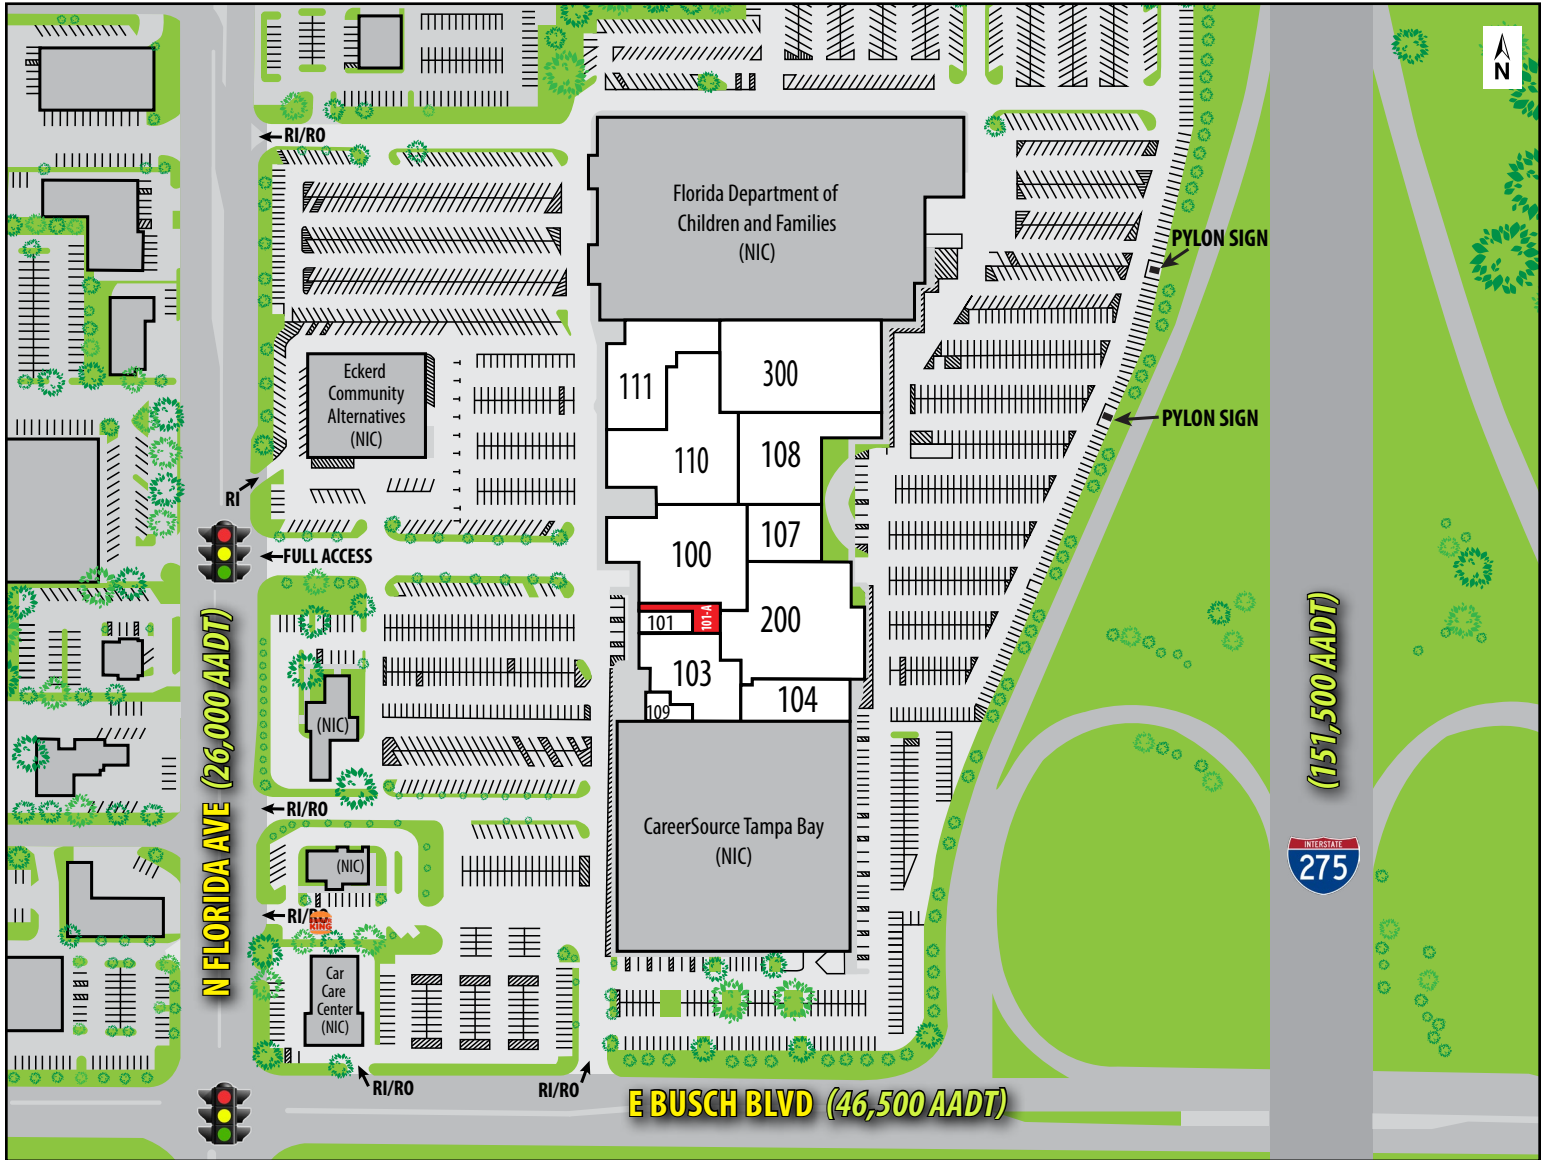 N
RI/RO
Florida Department of
Children and Families
(NIC)
PYLON SIGN
PYLON SIGN
Eckerd
Community
Alternatives
(NIC)
111
300
110
108
RI
FULL ACCESS
100
107
101
101-A
200
103
104
109
(NIC)
N FLORIDA AVE (26,000 AADT)
(151,500 AADT)
RI/RO
CareerSource Tampa Bay
(NIC)
(NIC)
INTERSTATE
275
RI/RO
KING
Car
Care
Center
(NIC)
RI/RO
RI/RO
E BUSCH BLVD (46,500 AADT)